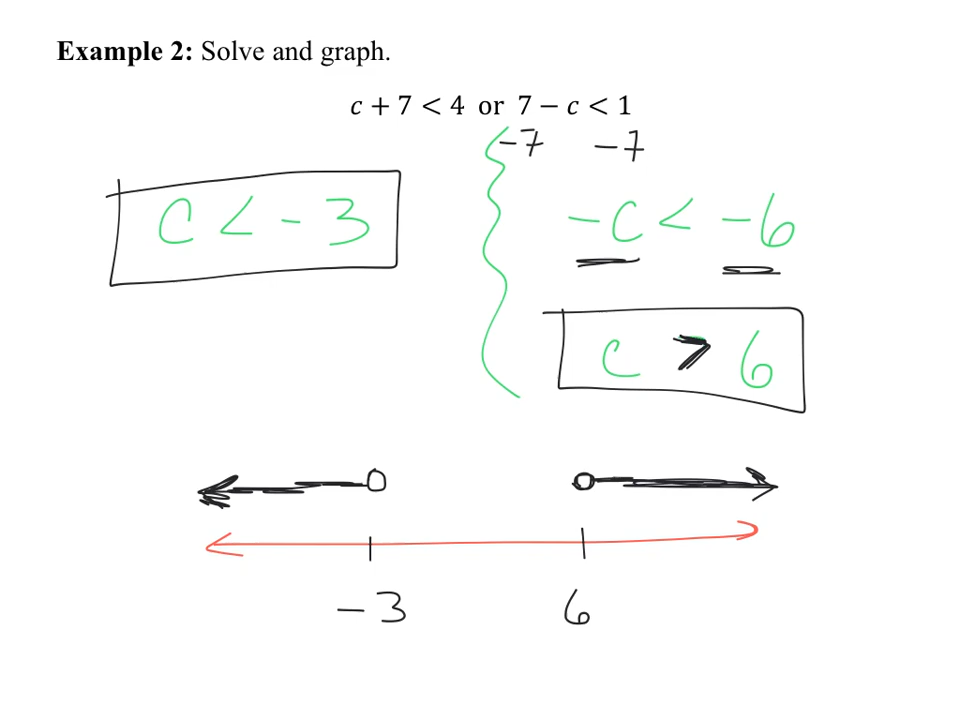 Example 2: Solve and graph.
c + 7 < 4 or 7 − c < 1
−7 −7
c < −3
−c < −6
c > 6
−3 6